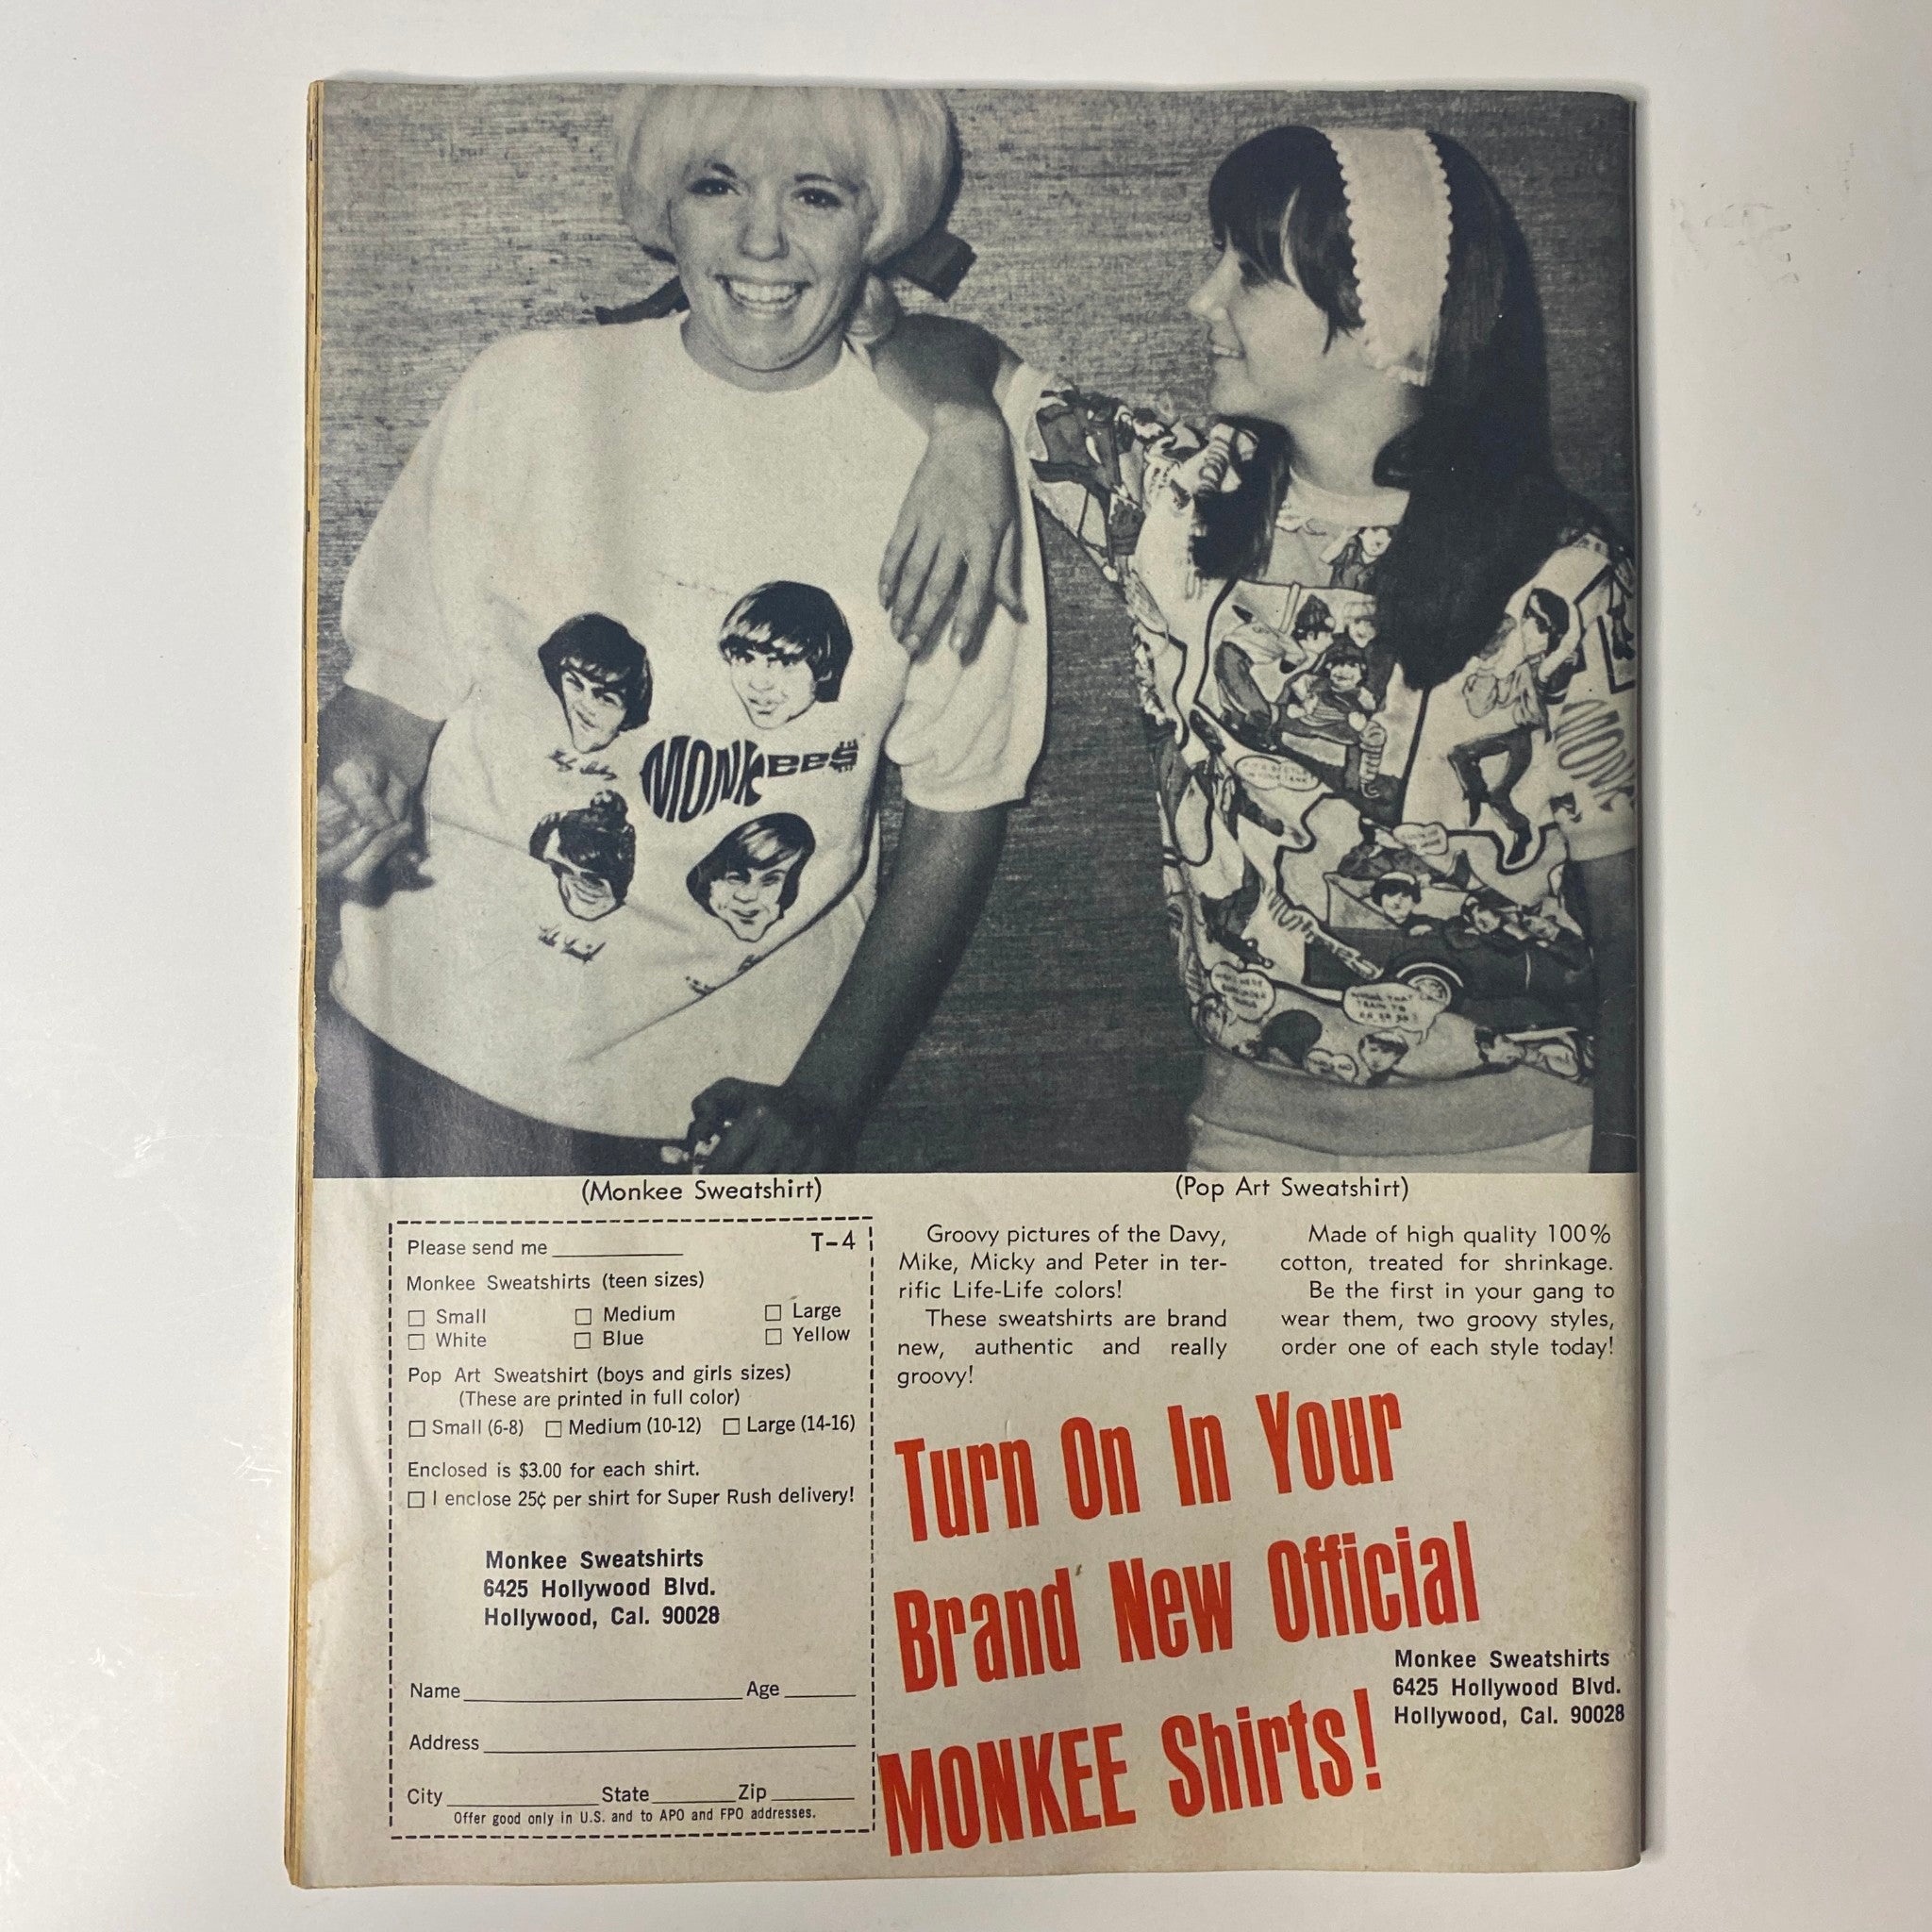 MONKees
MONK
(Monkee Sweatshirt)
(Pop Art Sweatshirt)
T-4
Please send me
Monkee Sweatshirts (teen sizes)
Small Medium Large
White Blue Yellow
Pop Art Sweatshirt (boys and girls sizes)
(These are printed in full color)
Small (6-8) Medium (10-12) Large (14-16)
Enclosed is $3.00 for each shirt.
I enclose 25¢ per shirt for Super Rush delivery!
Monkee Sweatshirts
6425 Hollywood Blvd.
Hollywood, Cal. 90028
Name Age
Address
City State Zip
Offer good only in U.S. and to APO and FPO addresses.
Groovy pictures of the Davy,
Mike, Micky and Peter in ter-
rific Life-Life colors!
These sweatshirts are brand
new, authentic and really
groovy!
Made of high quality 100%
cotton, treated for shrinkage.
Be the first in your gang to
wear them, two groovy styles,
order one of each style today!
Turn On In Your
Brand New Official
MONKEE Shirts!
Monkee Sweatshirts
6425 Hollywood Blvd.
Hollywood, Cal. 90028